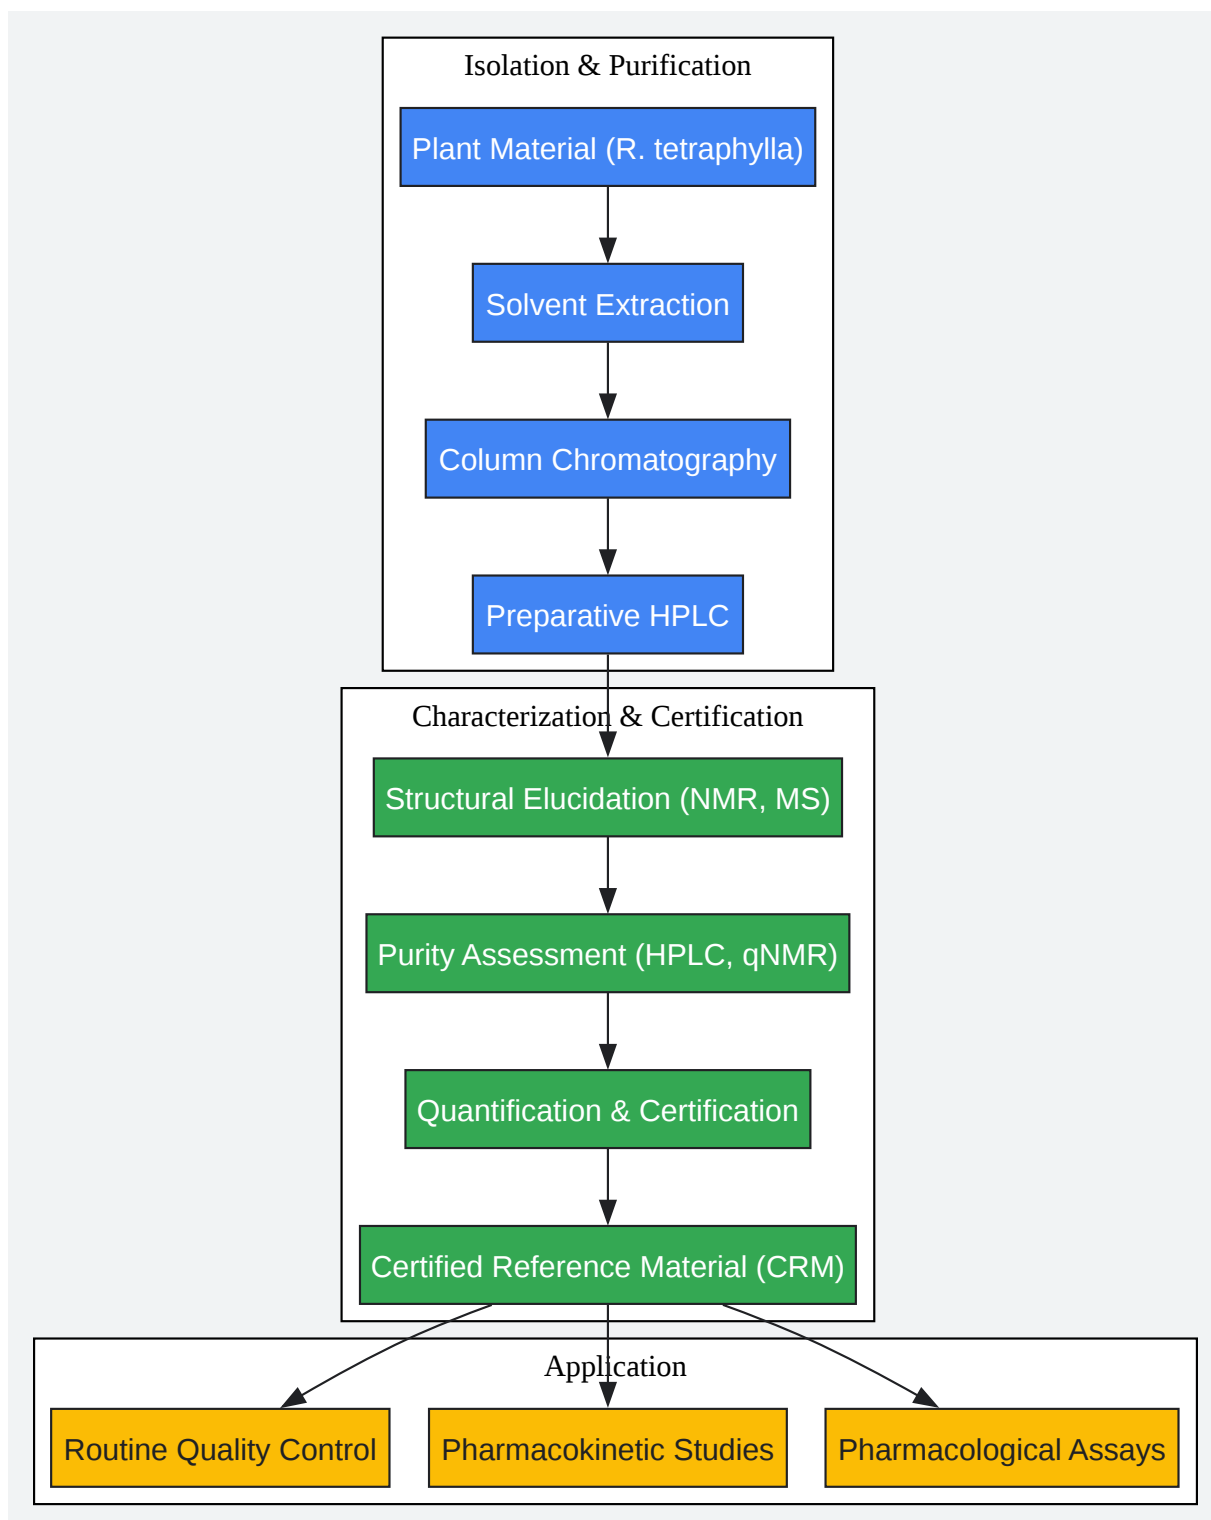 Isolation & Purification
Plant Material (R. tetraphylla)
Solvent Extraction
Column Chromatography
Preparative HPLC
Characterization & Certification
Structural Elucidation (NMR, MS)
Purity Assessment (HPLC, qNMR)
Quantification & Certification
Certified Reference Material (CRM)
Application
Routine Quality Control
Pharmacokinetic Studies
Pharmacological Assays